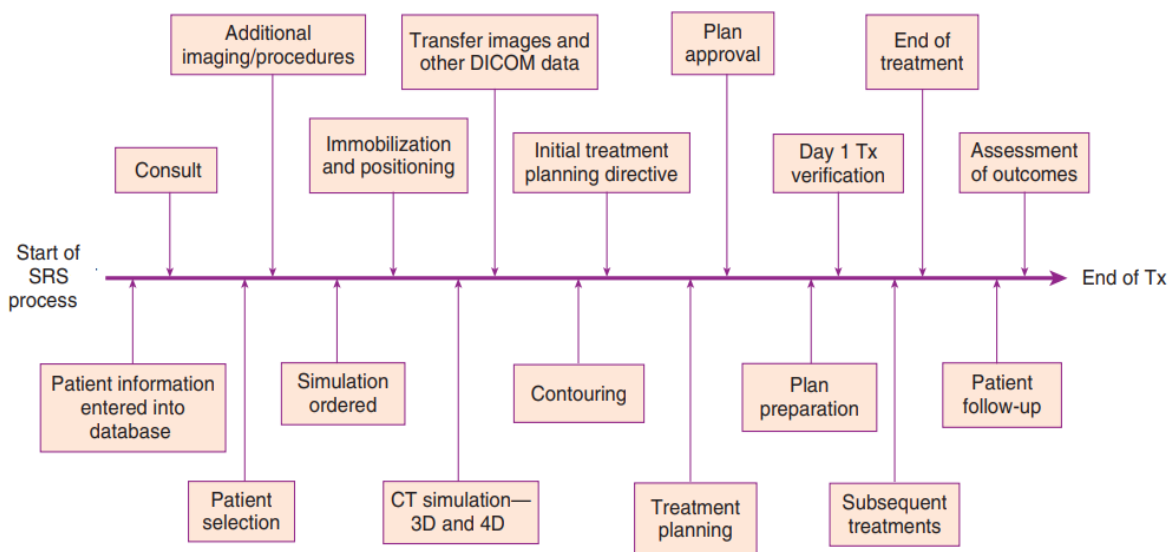 Additional
imaging/procedures
Transfer images and
other DICOM data
Plan
approval
End of
treatment
Consult
Immobilization
and positioning
Initial treatment
planning directive
Day 1 Tx
verification
Assessment
of outcomes
Start of
SRS
process
End of Tx
Patient information
entered into
database
Simulation
ordered
Contouring
Plan
preparation
Patient
follow-up
Patient
selection
CT simulation—
3D and 4D
Treatment
planning
Subsequent
treatments